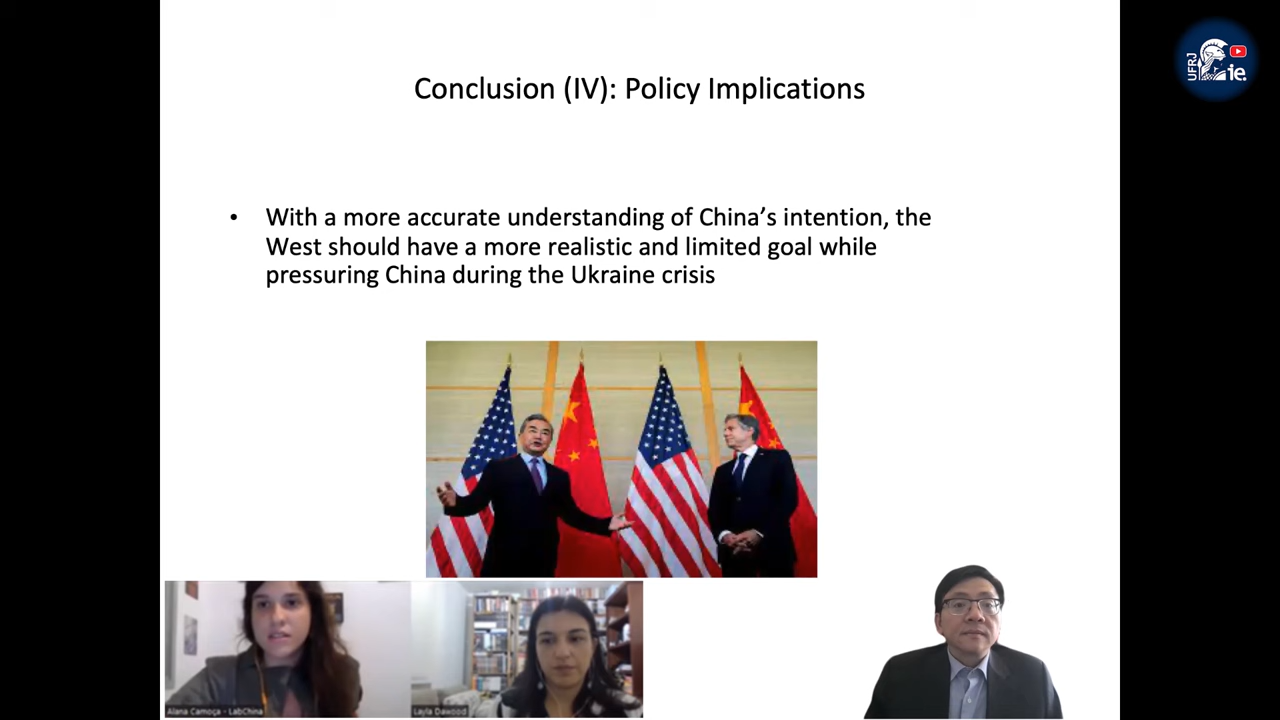 UFRJ
ie.
Conclusion (IV): Policy Implications
• With a more accurate understanding of China’s intention, the
West should have a more realistic and limited goal while
pressuring China during the Ukraine crisis
Alana Camoça - LabChina
Layla Dawood